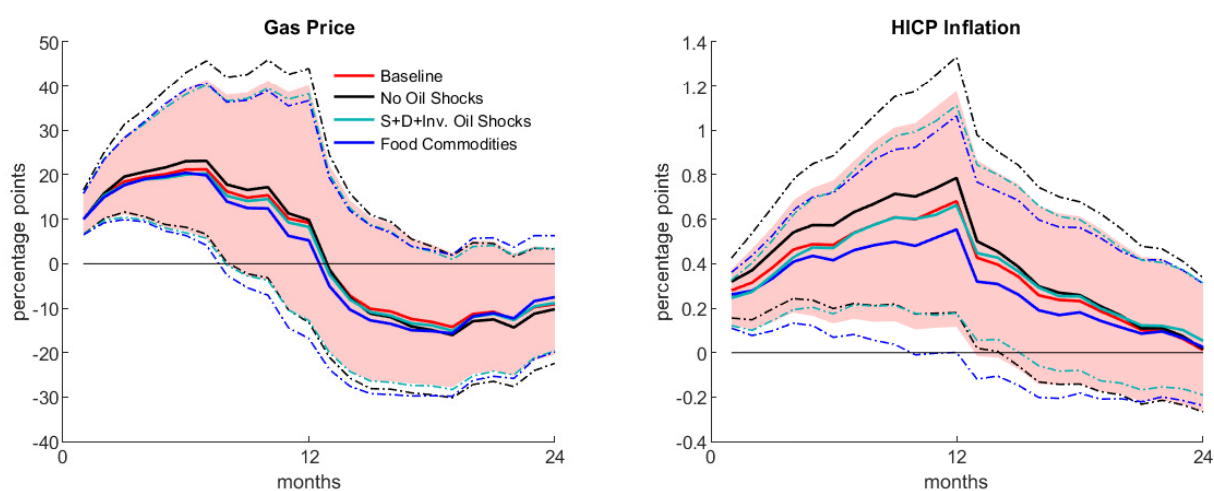 Gas Price
50
40
30
20
10
0
-10
-20
-30
-40
percentage points
0
12
24
months
Baseline
No Oil Shocks
S+D+Inv. Oil Shocks
Food Commodities
HICP Inflation
1.4
1.2
1
0.8
0.6
0.4
0.2
0
-0.2
-0.4
percentage points
0
12
24
months